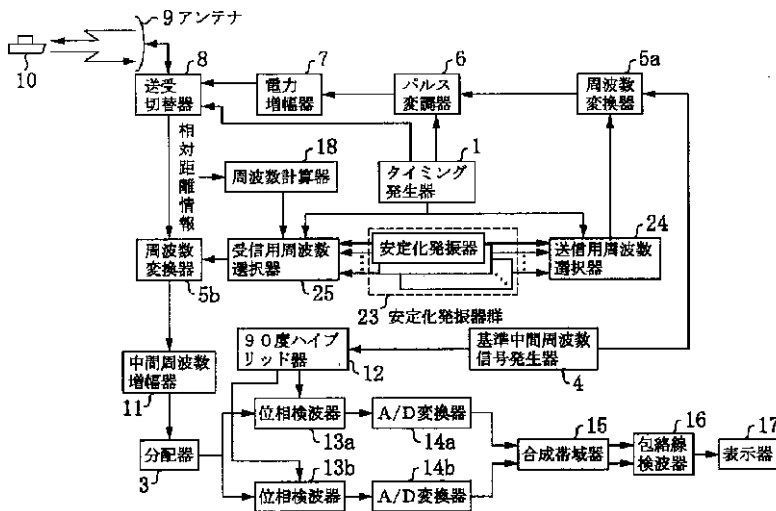 9 アンテナ
10
8
送受
切替器
7
電力
増幅器
6
パルス
変調器
5a
周波数
変換器
相対距離情報
18
周波数計算器
1
タイミング
発生器
24
送信用周波数
選択器
安定化発振器
23 安定化発振器群
受信用周波数
選択器
25
周波数
変換器
5b
90度ハイブ
リッド器
12
基準中間周波数
信号発生器
4
中間周波数
増幅器
11
分配器
3
位相検波器
13a
A/D変換器
14a
位相検波器
13b
A/D変換器
14b
15
合成帯域器
16
包絡線
検波器
17
表示器